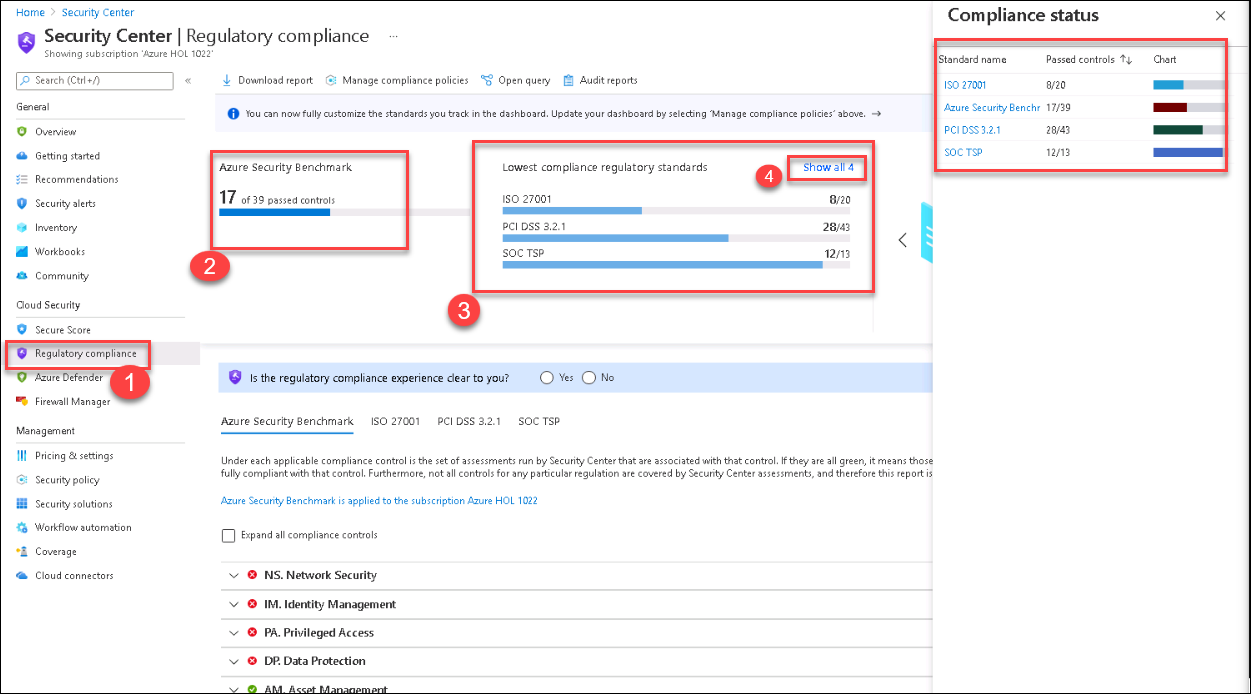 Home > Security Center
Security Center | Regulatory compliance ...
Showing subscription 'Azure HOL 1022'
Search (Ctrl+/) «
General
Overview
Getting started
Recommendations
Security alerts
Inventory
Workbooks
Community
Cloud Security
Secure Score
Regulatory compliance
1
Azure Defender
Firewall Manager
Management
Pricing & settings
Security policy
Security solutions
Workflow automation
Coverage
Cloud connectors
Download report Manage compliance policies Open query Audit reports
You can now fully customize the standards you track in the dashboard. Update your dashboard by selecting 'Manage compliance policies' above. →
Azure Security Benchmark
17 of 39 passed controls
2
Lowest compliance regulatory standards
4
Show all 4
ISO 27001 8/20
PCI DSS 3.2.1 28/43
SOC TSP 12/13
3
Is the regulatory compliance experience clear to you? Yes No
Azure Security Benchmark ISO 27001 PCI DSS 3.2.1 SOC TSP
Under each applicable compliance control is the set of assessments run by Security Center that are associated with that control. If they are all green, it means those
fully compliant with that control. Furthermore, not all controls for any particular regulation are covered by Security Center assessments, and therefore this report is
Azure Security Benchmark is applied to the subscription Azure HOL 1022
Expand all compliance controls
NS. Network Security
IM. Identity Management
PA. Privileged Access
DP. Data Protection
AM. Asset Management
Compliance status
Standard name Passed controls ↑↓ Chart
ISO 27001 8/20
Azure Security Benchr 17/39
PCI DSS 3.2.1 28/43
SOC TSP 12/13